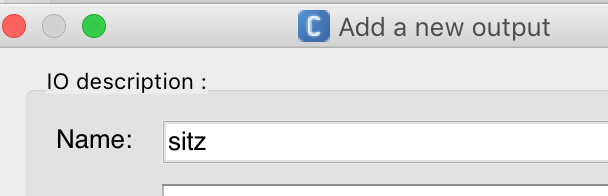 C Add a new output
IO description :
Name: sitz